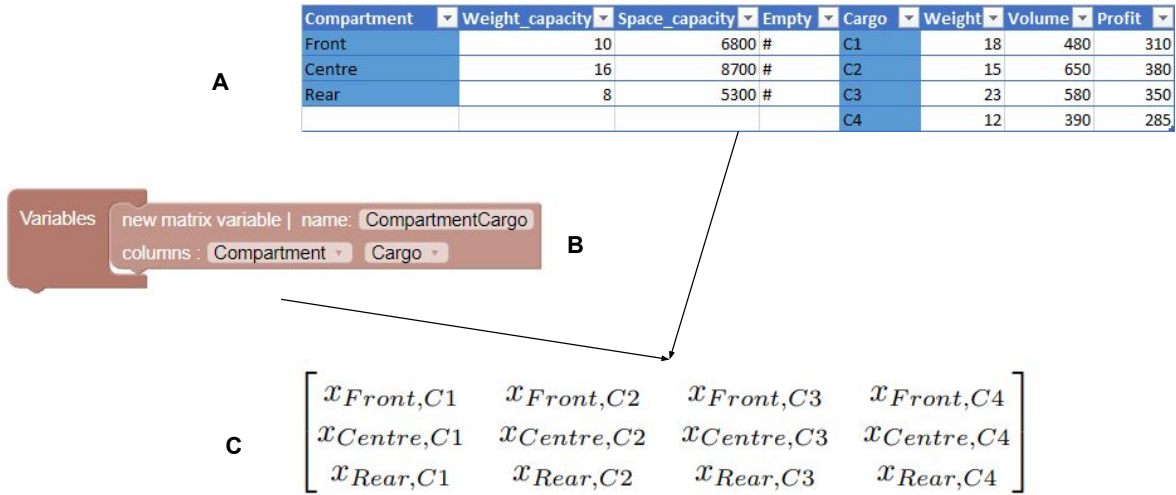 Compartment Weight_capacity Space_capacity Empty Cargo Weight Volume Profit
Front 10 6800 # C1 18 480 310
Centre 16 8700 # C2 15 650 380
Rear 8 5300 # C3 23 580 350
C4 12 390 285
A
Variables new matrix variable | name: CompartmentCargo
columns : Compartment Cargo
B
x_{Front,C1} x_{Front,C2} x_{Front,C3} x_{Front,C4}
x_{Centre,C1} x_{Centre,C2} x_{Centre,C3} x_{Centre,C4}
x_{Rear,C1} x_{Rear,C2} x_{Rear,C3} x_{Rear,C4}
C